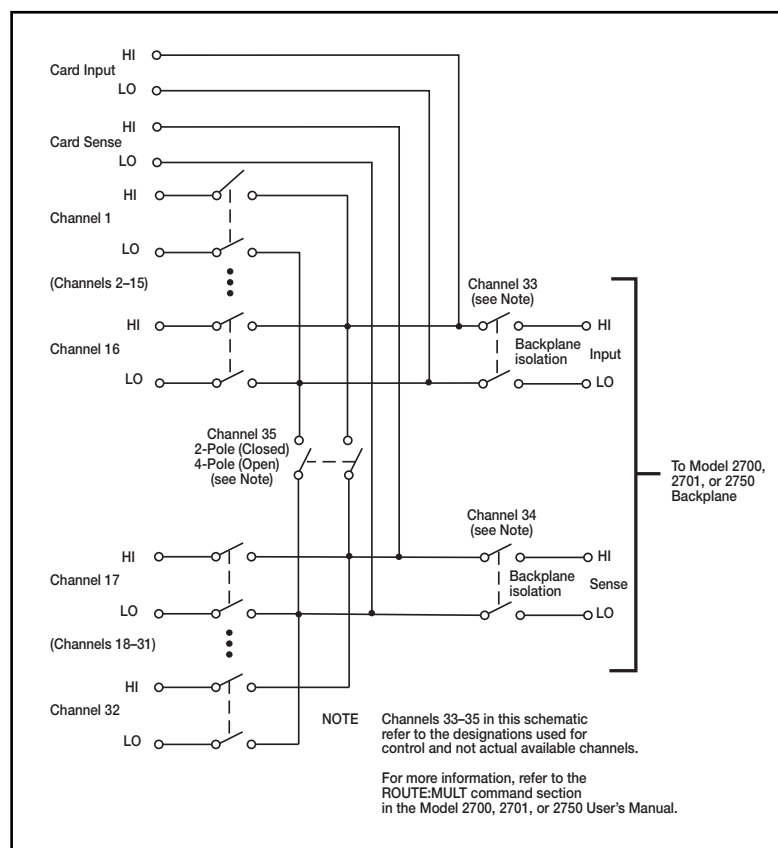 HI
Card Input
LO
HI
Card Sense
LO
HI
Channel 1
LO
(Channels 2–15)
Channel 33
(see Note)
HI
HI
Backplane
isolation
Input
Channel 16
LO
LO
Channel 35
2-Pole (Closed)
4-Pole (Open)
(see Note)
To Model 2700,
2701, or 2750
Backplane
Channel 34
(see Note)
HI
HI
Channel 17
Backplane
isolation
Sense
LO
LO
(Channels 18–31)
HI
Channel 32
LO
NOTE Channels 33–35 in this schematic
refer to the designations used for
control and not actual available channels.
For more information, refer to the
ROUTE:MULT command section
in the Model 2700, 2701, or 2750 User's Manual.